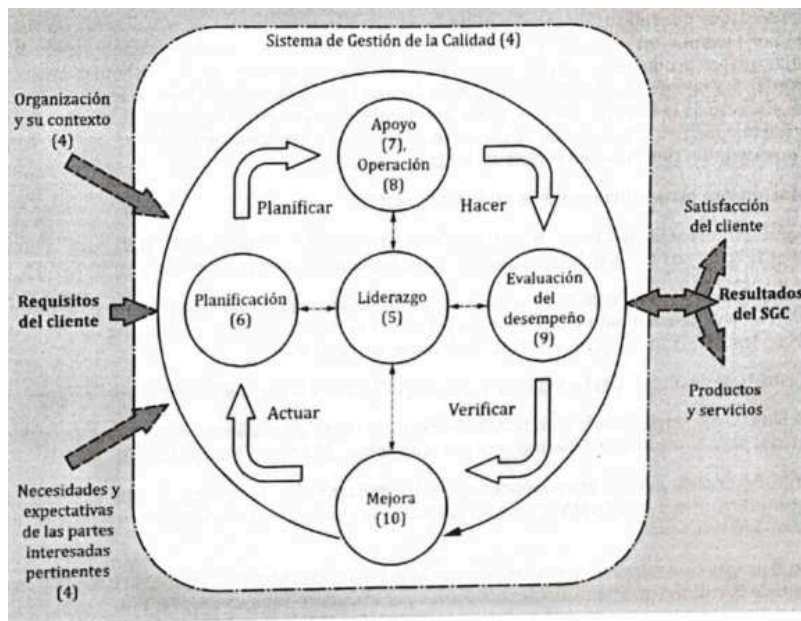 Sistema de Gestión de la Calidad (4)
Organización
y su contexto
(4)
Apoyo
(7),
Operación
(8)
Planificar
Hacer
Satisfacción
del cliente
Requisitos
del cliente
Planificación
(6)
Liderazgo
(5)
Evaluación
del
desempeño
(9)
Resultados
del SGC
Actuar
Verificar
Productos
y servicios
Mejora
(10)
Necesidades y
expectativas
de las partes
interesadas
pertinentes
(4)